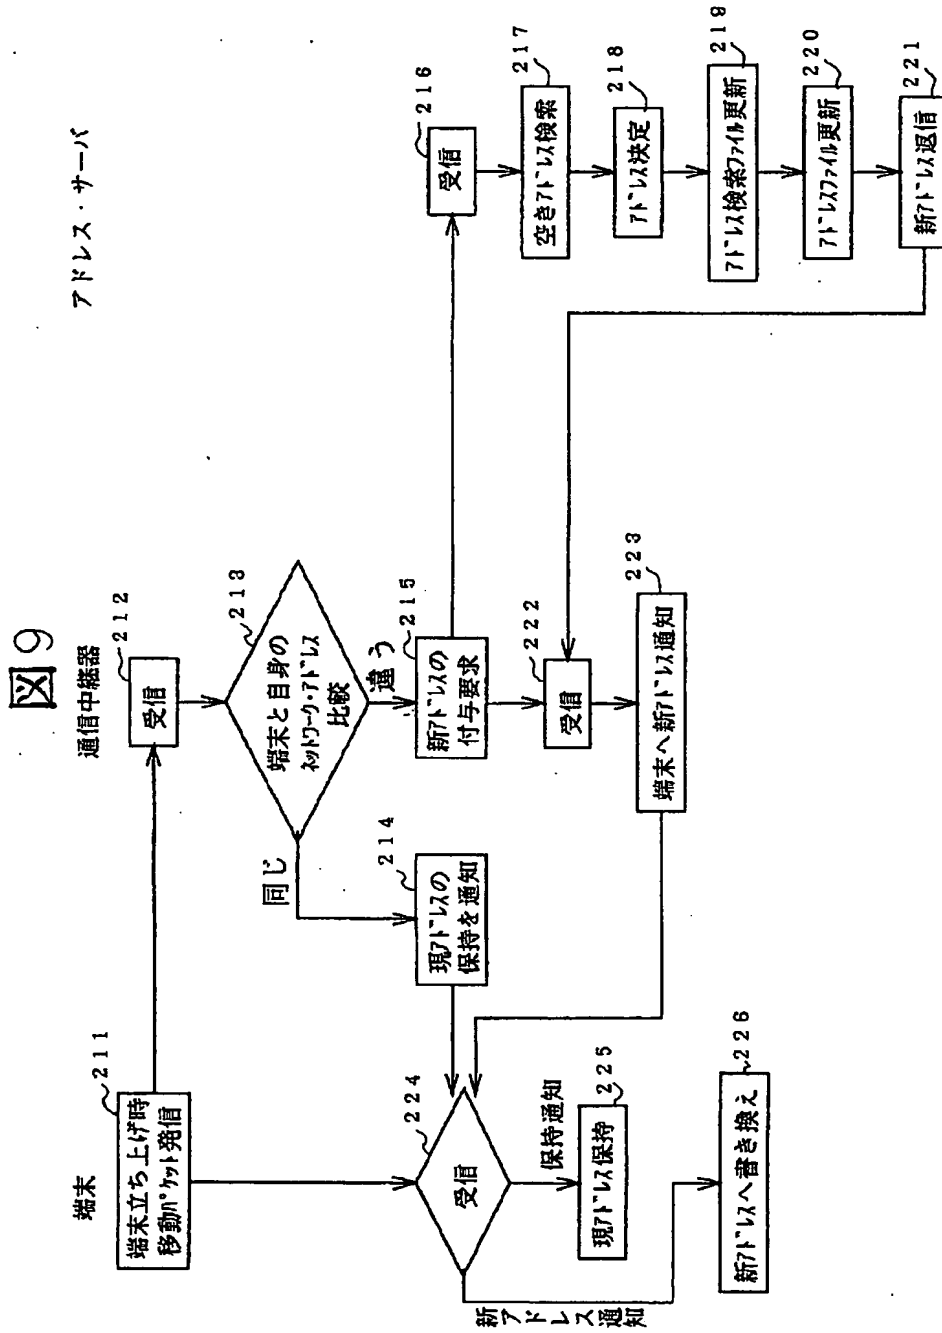 図9
端末
通信中継器
アドレス・サーバ
211
端末立ち上げ時
移動ﾊﾟｹｯﾄ発信
212
受信
213
端末と自身の
ﾈｯﾄﾜｰｸ・ｱﾄﾞﾚｽ
比較
同じ
違う
214
現ｱﾄﾞﾚｽの
保持を通知
215
新ｱﾄﾞﾚｽの
付与要求
216
受信
217
空きｱﾄﾞﾚｽ検索
218
ｱﾄﾞﾚｽ決定
219
ｱﾄﾞﾚｽ検索ﾌｧｲﾙ更新
220
ｱﾄﾞﾚｽﾌｧｲﾙ更新
221
新ｱﾄﾞﾚｽ返信
222
受信
223
端末へ新ｱﾄﾞﾚｽ通知
224
受信
保持通知
225
現ｱﾄﾞﾚｽ保持
新アドレス通知
226
新ｱﾄﾞﾚｽへ書き換え